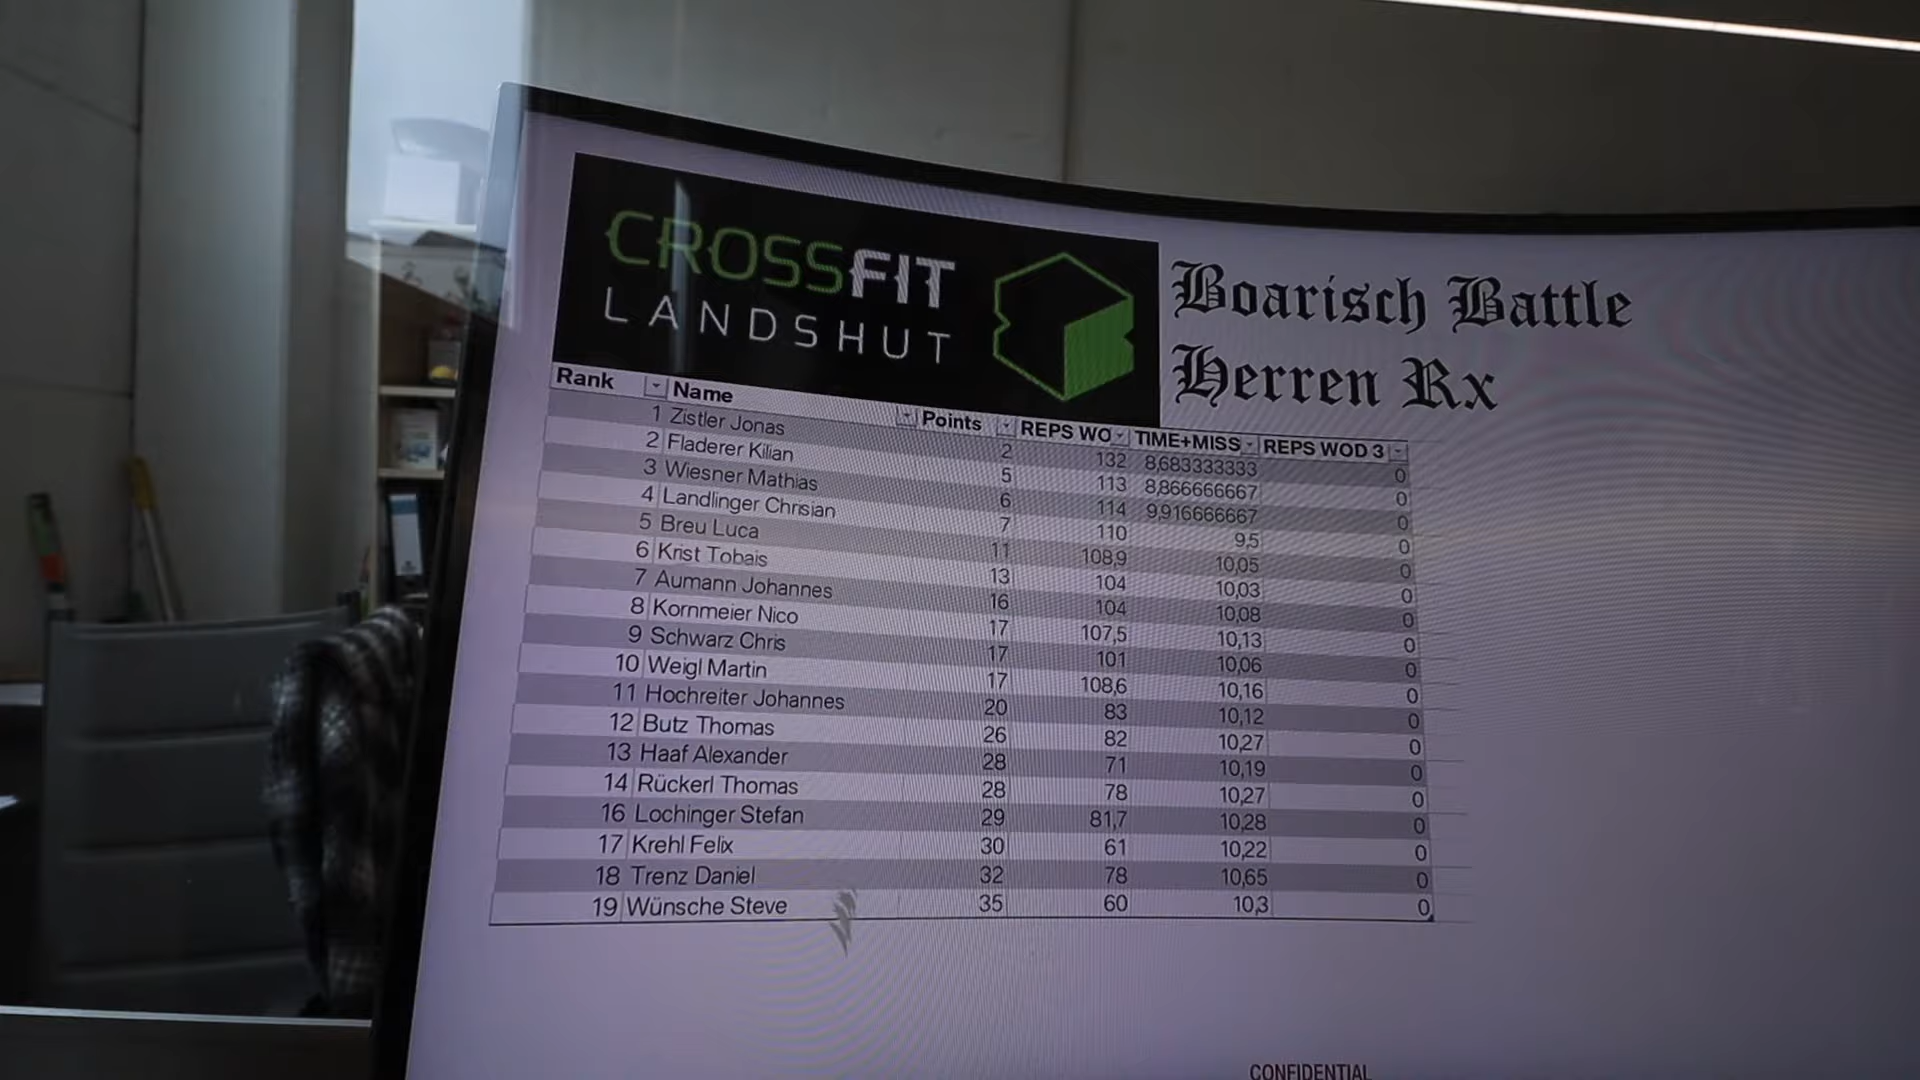 CROSSFIT
LANDSHUT
Boarisch Battle
Herren Rx
Rank Name Points REPS WO TIME+MISS REPS WOD 3
1 Zistler Jonas 2 132 8,683333333 0
2 Fladerer Kilian 5 113 8,866666667 0
3 Wiesner Mathias 6 114 9,916666667 0
4 Landlinger Chrisian 7 110 9,5 0
5 Breu Luca 11 108,9 10,05 0
6 Krist Tobais 13 104 10,03 0
7 Aumann Johannes 16 104 10,08 0
8 Kornmeier Nico 17 107,5 10,13 0
9 Schwarz Chris 17 101 10,06 0
10 Weigl Martin 17 108,6 10,16 0
11 Hochreiter Johannes 20 83 10,12 0
12 Butz Thomas 26 82 10,27 0
13 Haaf Alexander 28 71 10,19 0
14 Rückerl Thomas 28 78 10,27 0
16 Lochinger Stefan 29 81,7 10,28 0
17 Krehl Felix 30 61 10,22 0
18 Trenz Daniel 32 78 10,65 0
19 Wünsche Steve 35 60 10,3 0
CONFIDENTIAL